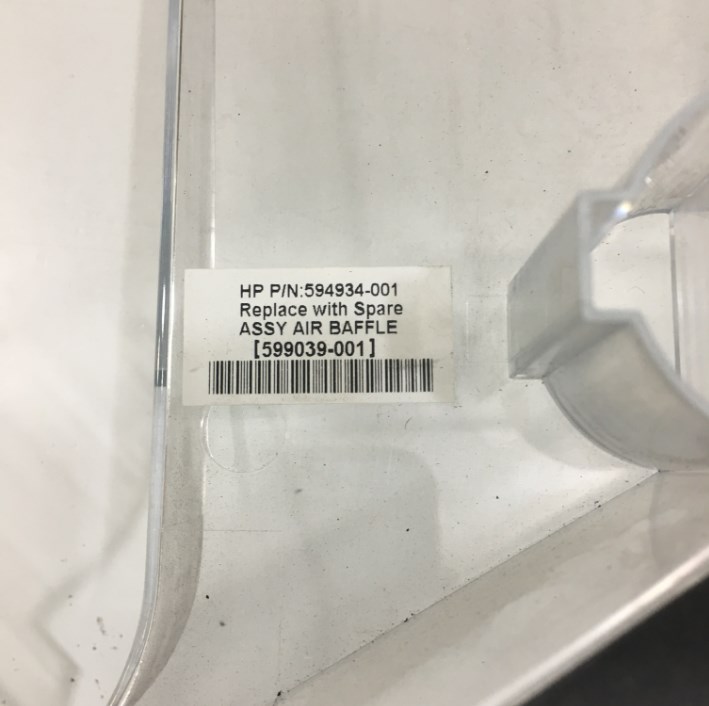 HP P/N:594934-001
Replace with Spare
ASSY AIR BAFFLE
[599039-001]